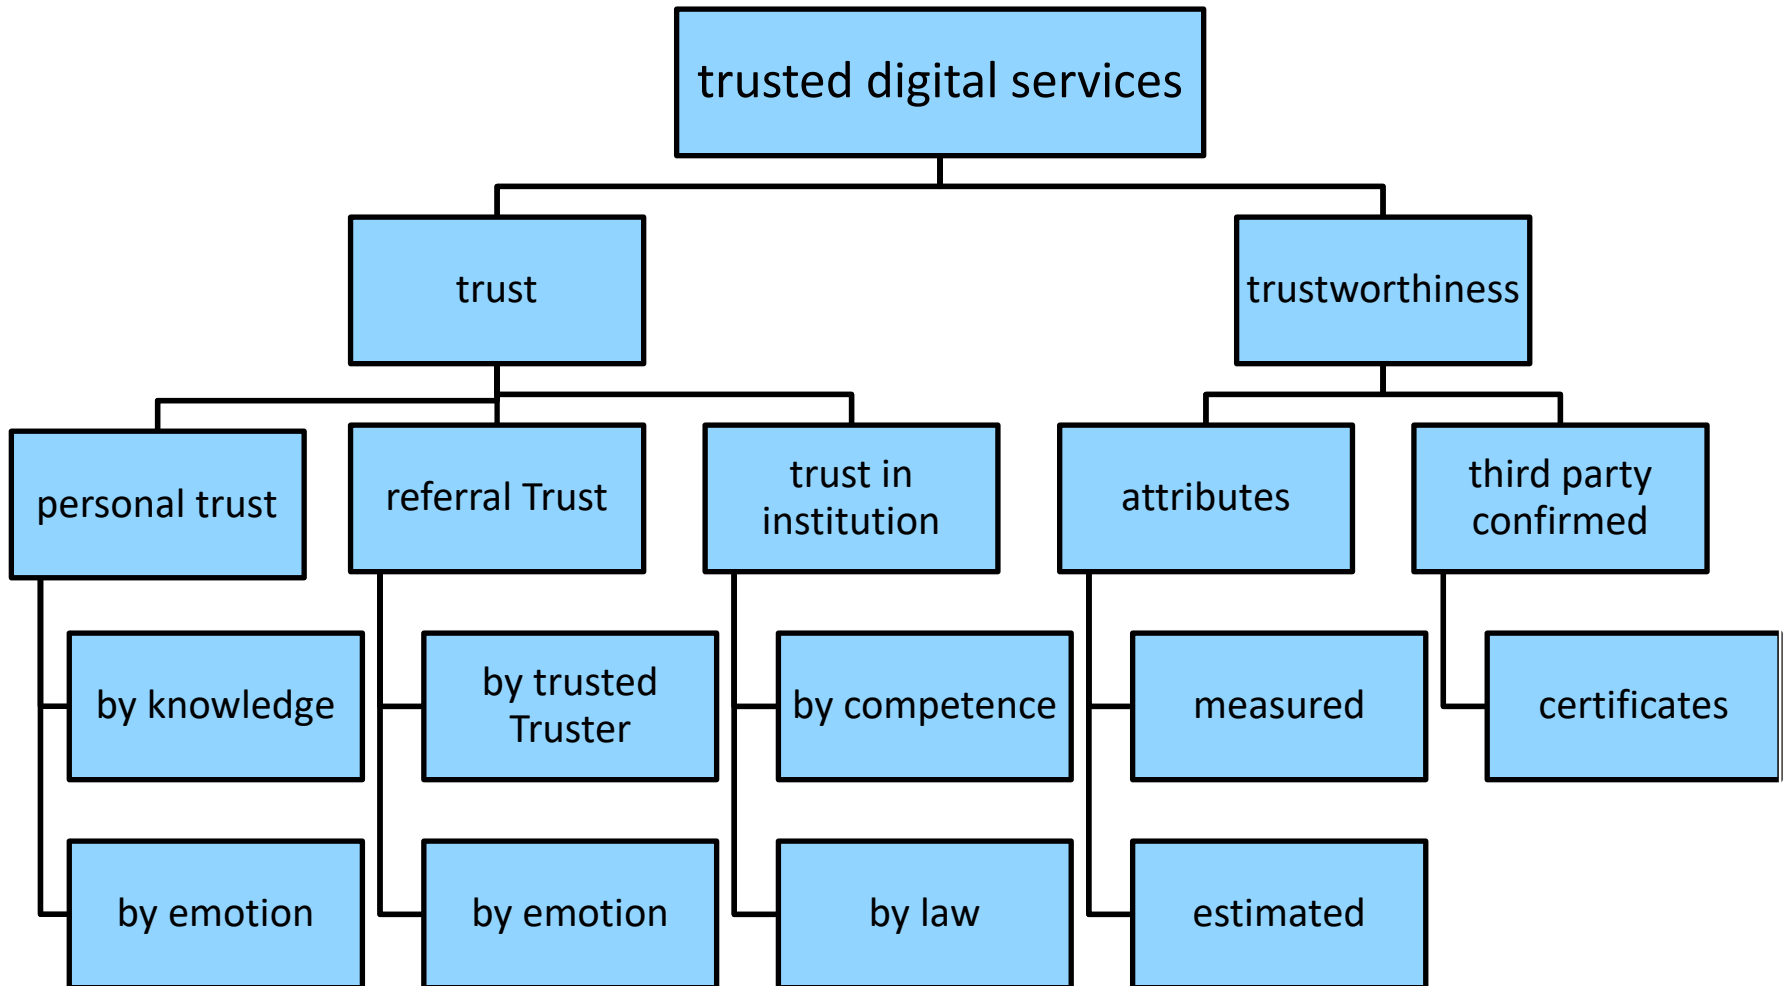 trusted digital services
trust
trustworthiness
personal trust
referral Trust
trust in
institution
attributes
third party
confirmed
by knowledge
by trusted
Truster
by competence
measured
certificates
by emotion
by emotion
by law
estimated